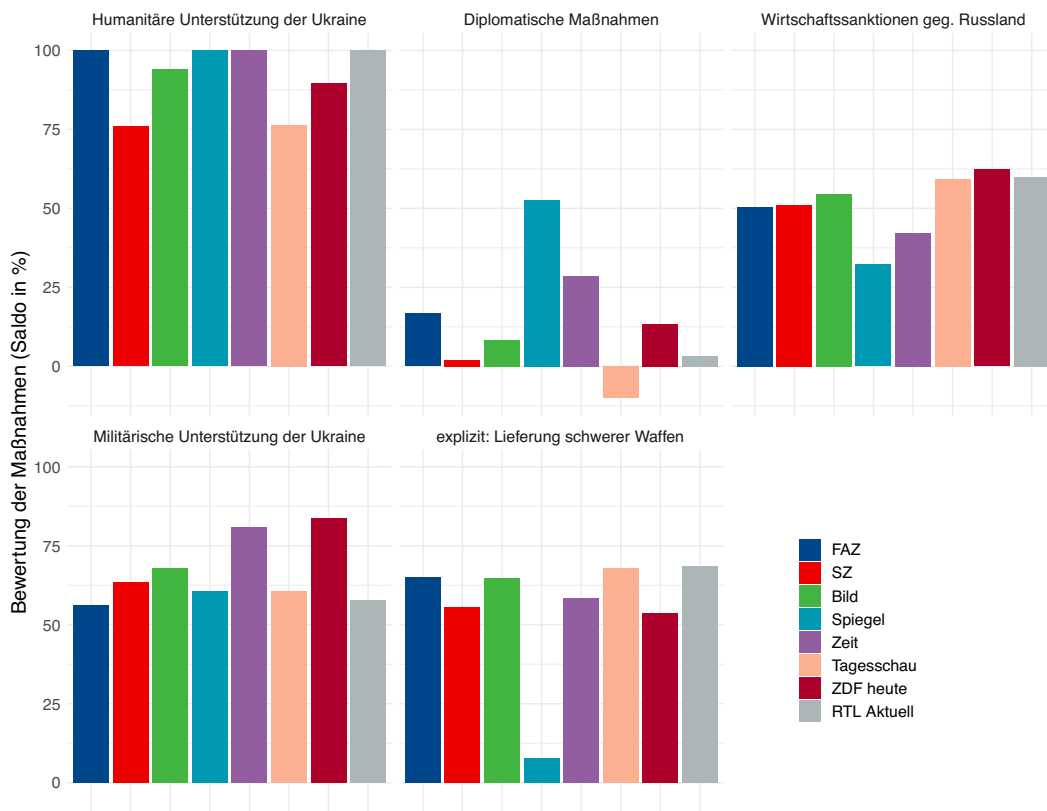 Humanitäre Unterstützung der Ukraine
Diplomatische Maßnahmen
Wirtschaftssanktionen geg. Russland
Bewertung der Maßnahmen (Saldo in %)
100
75
50
25
0
Militärische Unterstützung der Ukraine
explizit: Lieferung schwerer Waffen
100
75
50
25
0
FAZ
SZ
Bild
Spiegel
Zeit
Tagesschau
ZDF heute
RTL Aktuell